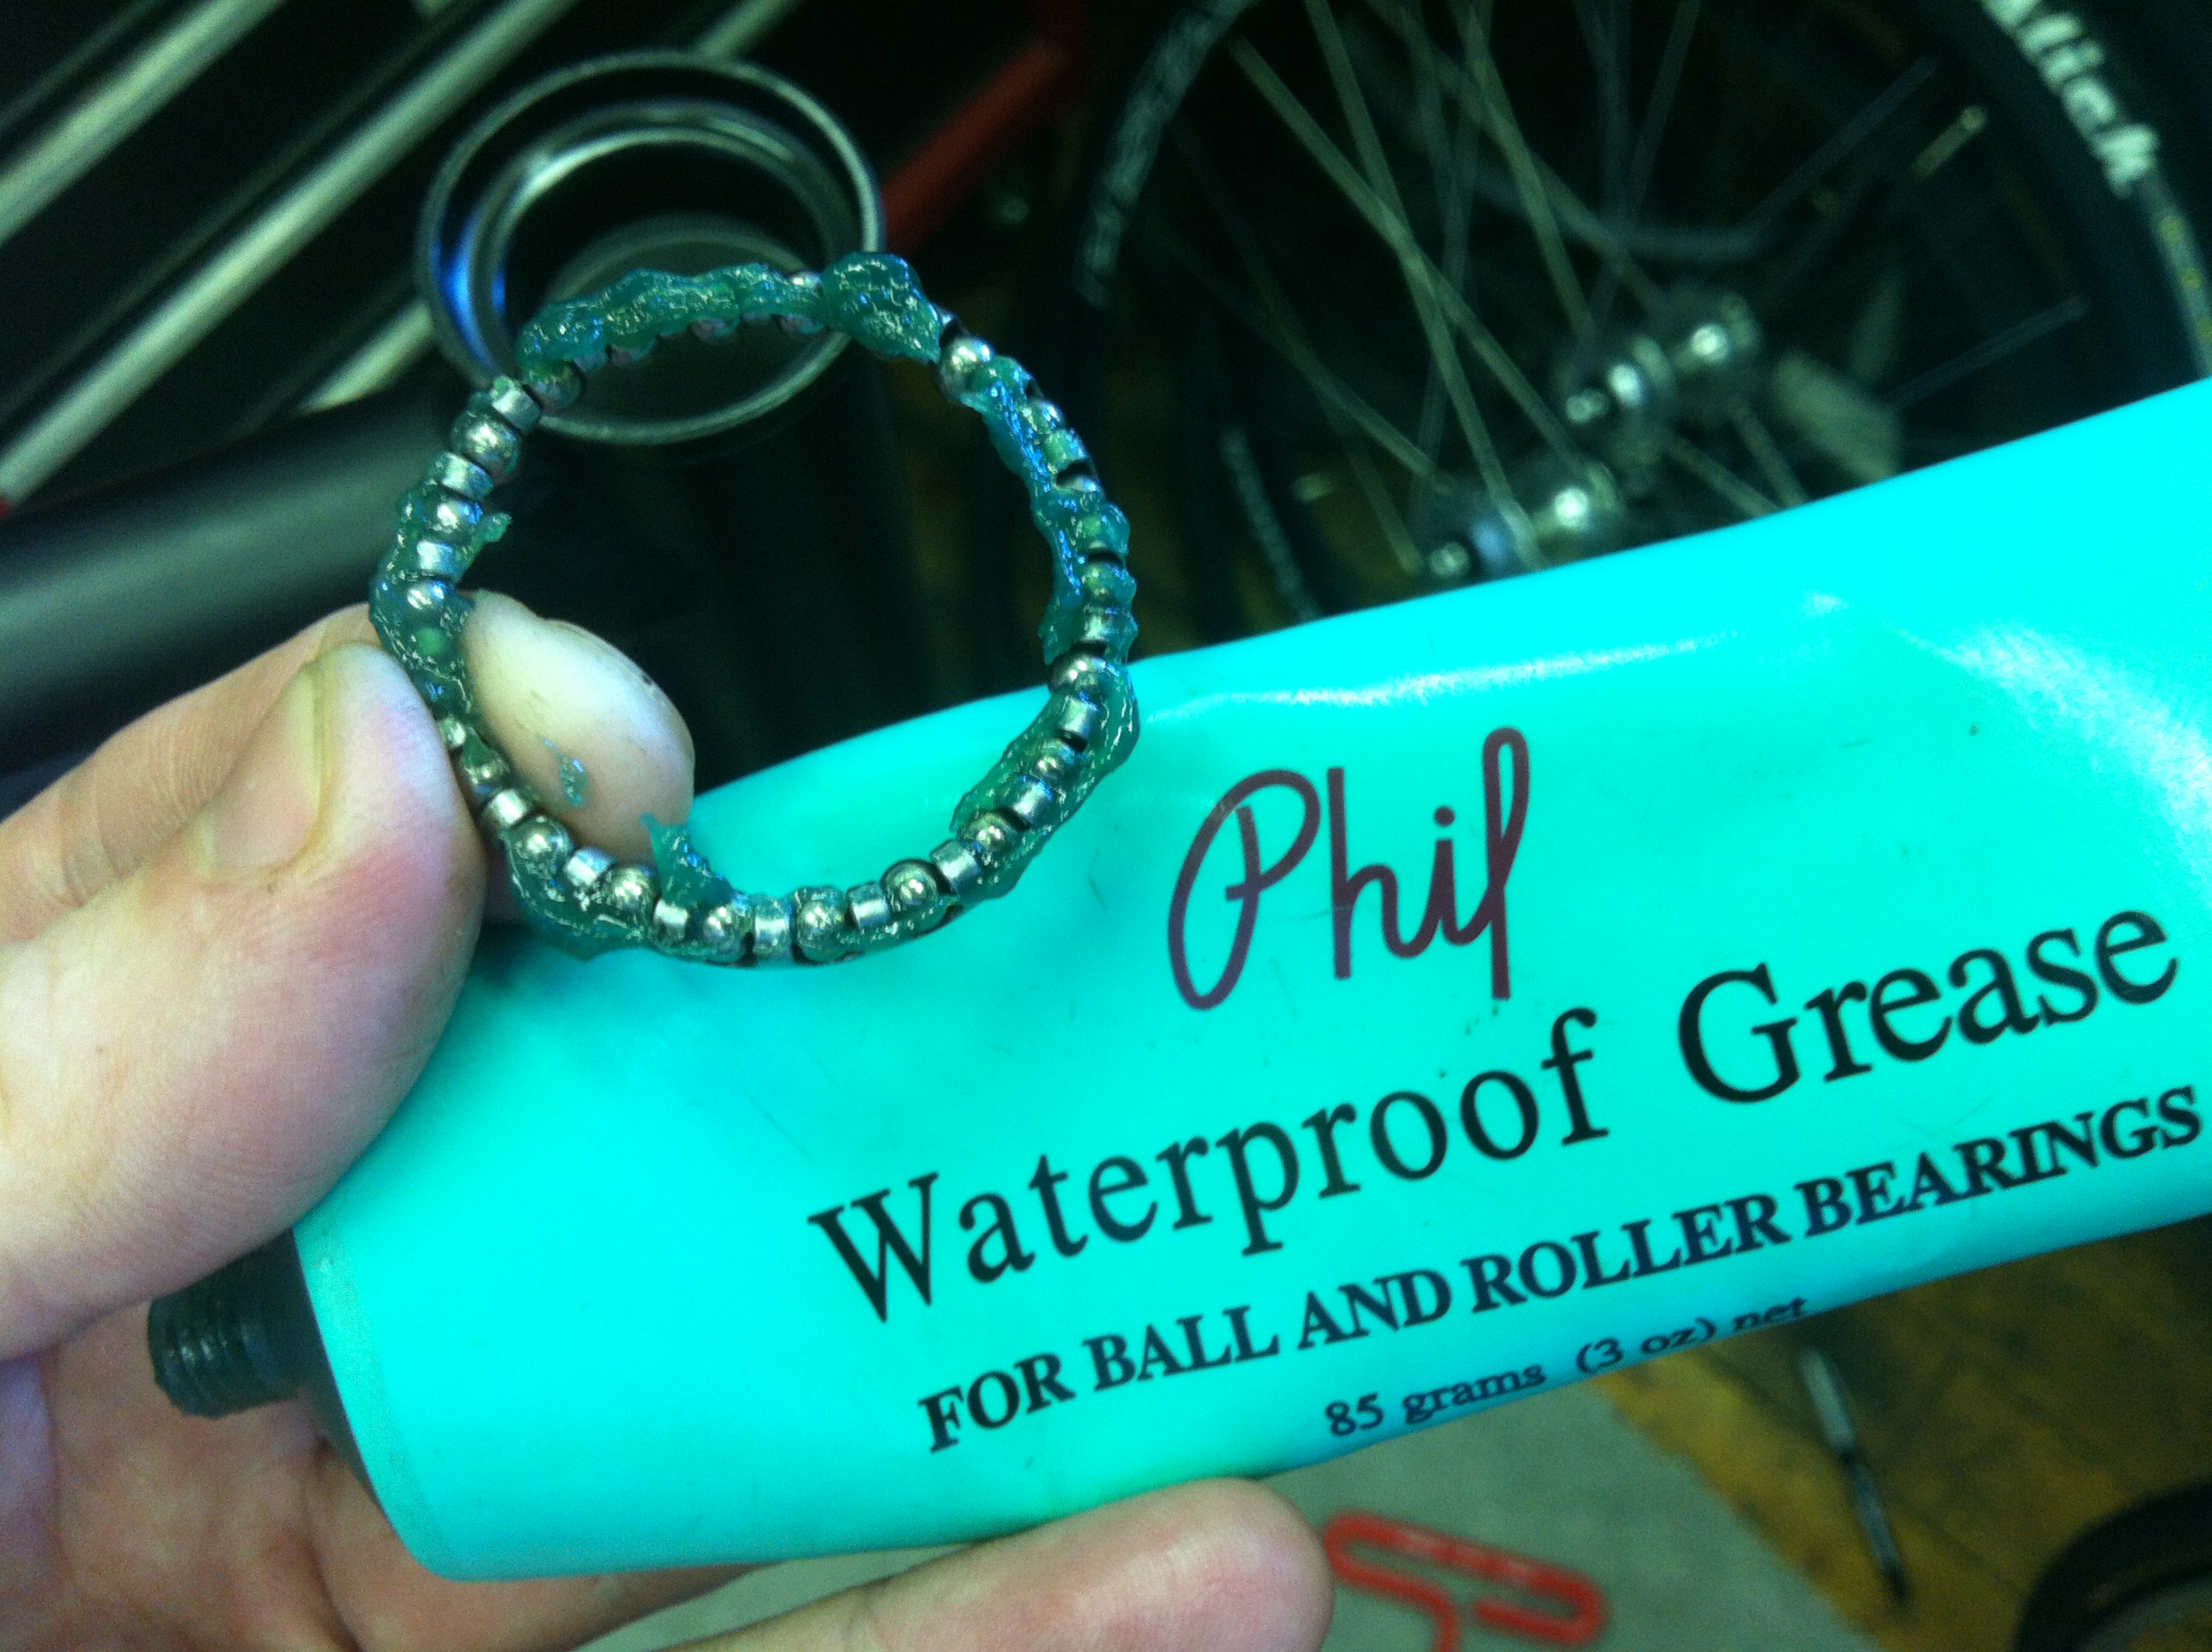 Phil
Waterproof Grease
FOR BALL AND ROLLER BEARINGS
85 grams (3 oz) net